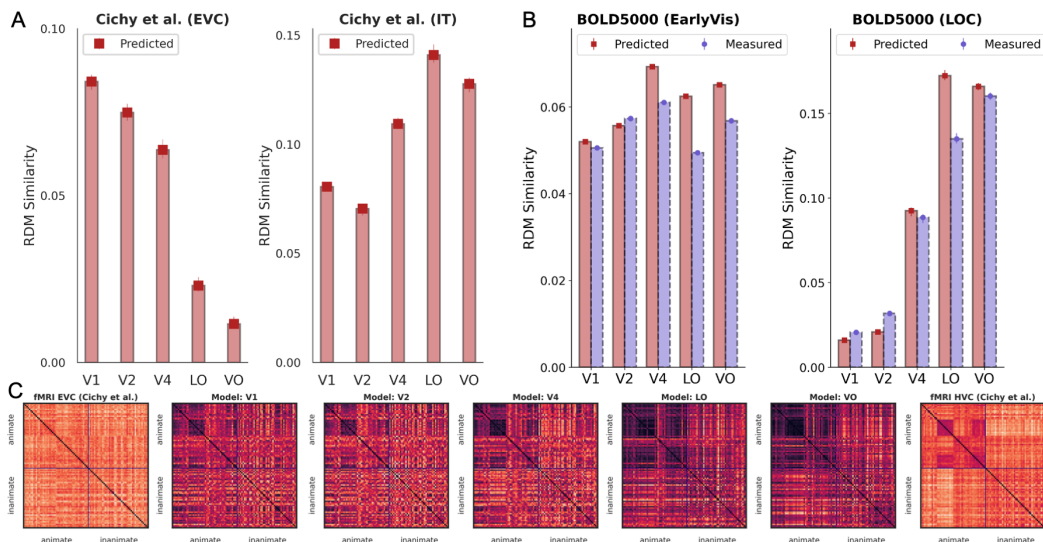 A
Cichy et al. (EVC)
Predicted
RDM Similarity
0.10
0.05
0.00
V1 V2 V4 LO VO
Cichy et al. (IT)
Predicted
RDM Similarity
0.15
0.10
0.05
0.00
V1 V2 V4 LO VO
B
BOLD5000 (EarlyVis)
Predicted Measured
RDM Similarity
0.06
0.04
0.02
0.00
V1 V2 V4 LO VO
BOLD5000 (LOC)
Predicted Measured
RDM Similarity
0.15
0.10
0.05
0.00
V1 V2 V4 LO VO
C
fMRI EVC (Cichy et al.)
animate
inanimate
animate inanimate
Model: V1
animate
inanimate
animate inanimate
Model: V2
animate
inanimate
animate inanimate
Model: V4
animate
inanimate
animate inanimate
Model: LO
animate
inanimate
animate inanimate
Model: VO
animate
inanimate
animate inanimate
fMRI HVC (Cichy et al.)
animate
inanimate
animate inanimate